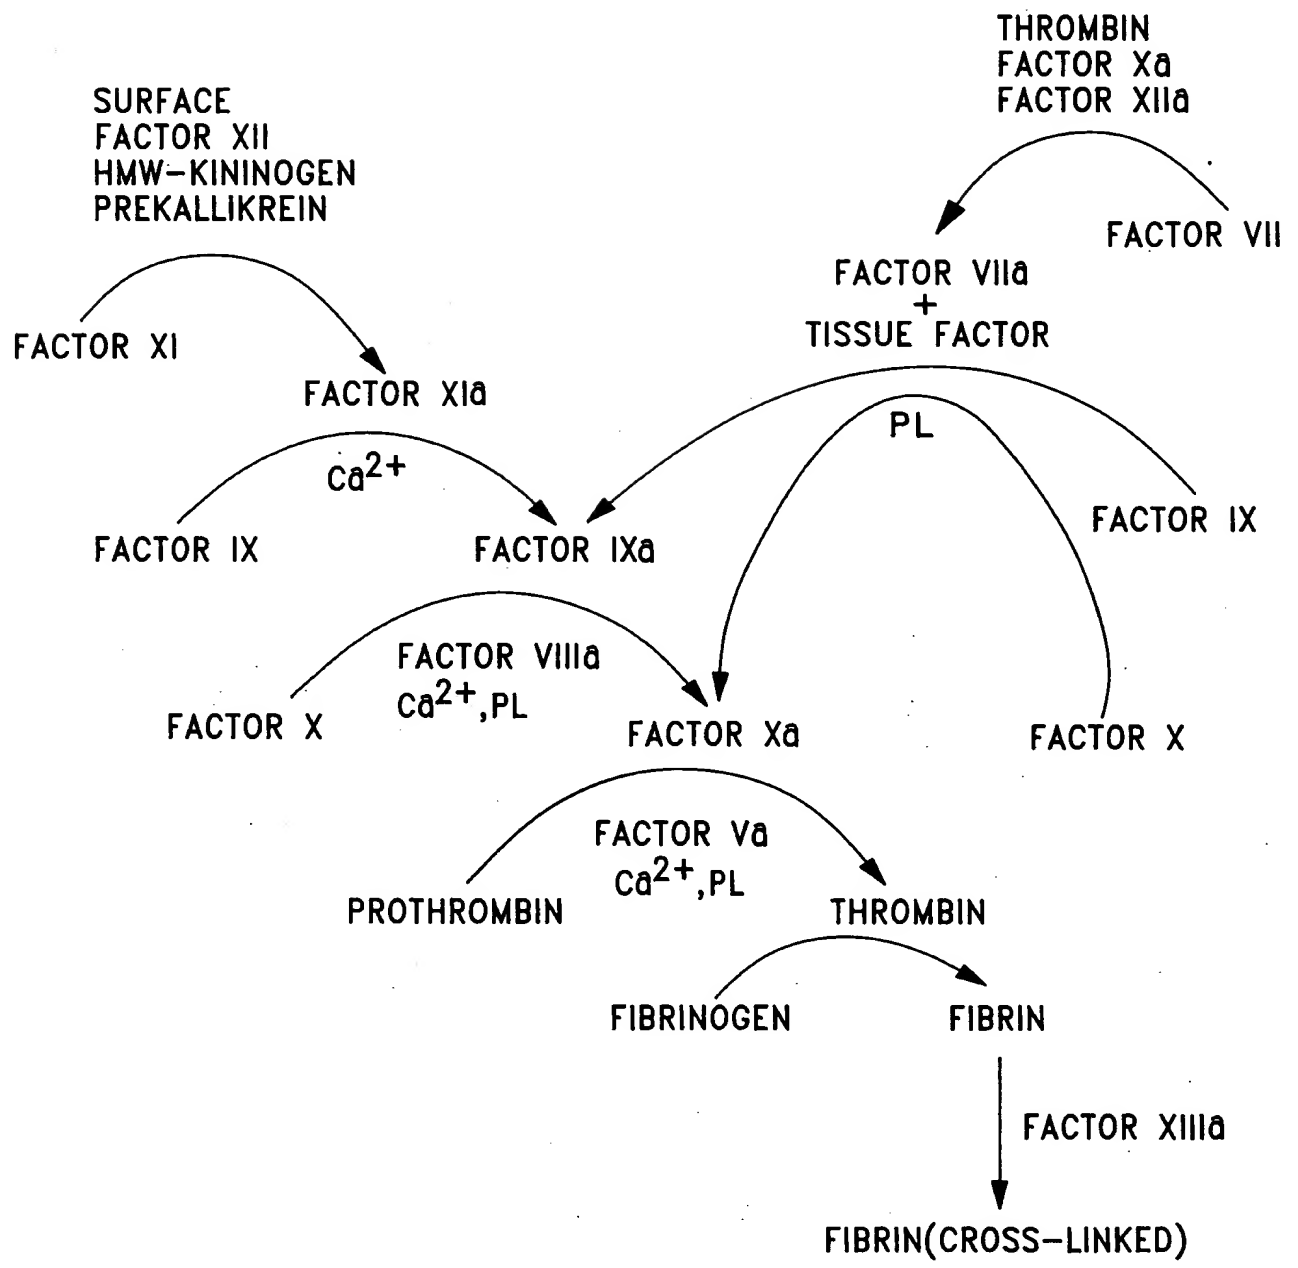 THROMBIN
FACTOR Xa
FACTOR XIIa
SURFACE
FACTOR XII
HMW-KININOGEN
PREKALLIKREIN
FACTOR VII
FACTOR VIIa
+
TISSUE FACTOR
FACTOR XI
FACTOR XIa
PL
Ca2+
FACTOR IX
FACTOR IX
FACTOR IXa
FACTOR VIIIa
Ca2+,PL
FACTOR X
FACTOR Xa
FACTOR X
FACTOR Va
Ca2+,PL
PROTHROMBIN
THROMBIN
FIBRINOGEN
FIBRIN
FACTOR XIIIa
FIBRIN(CROSS-LINKED)